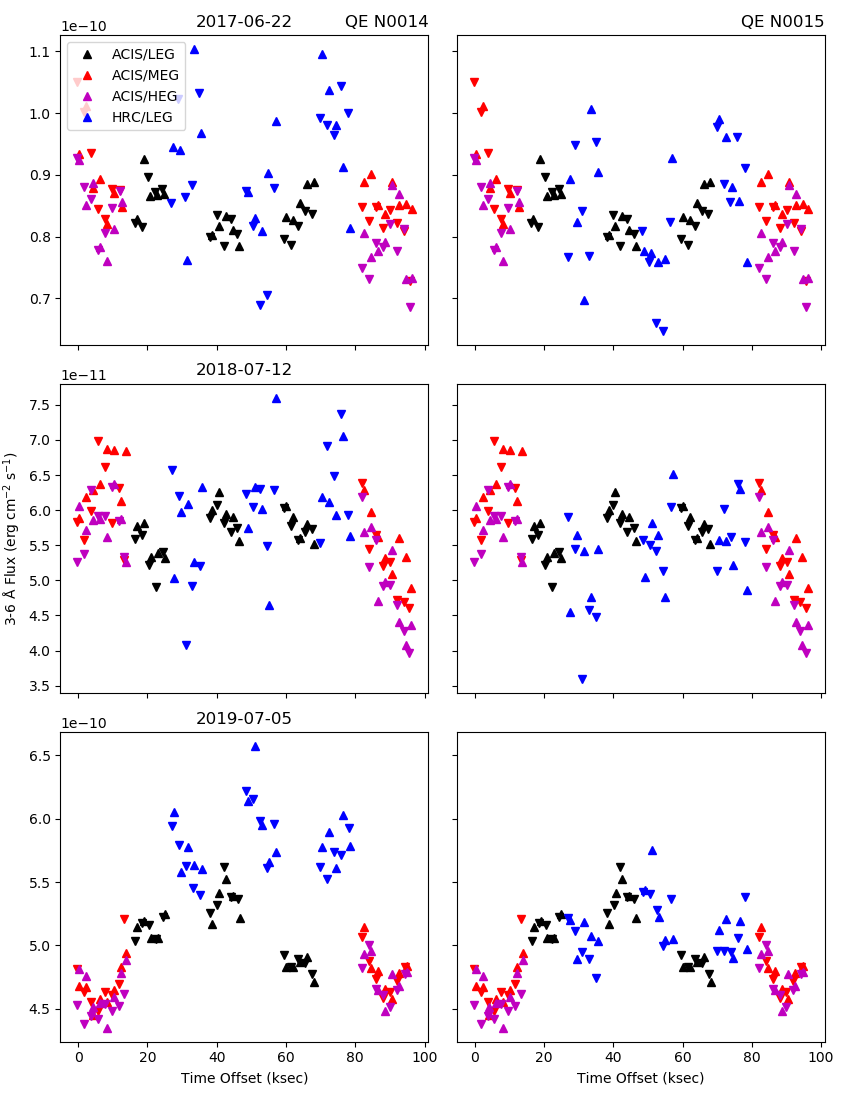 2017-06-22 QE N0014 QE N0015
1e−10
ACIS/LEG
ACIS/MEG
ACIS/HEG
HRC/LEG
1.1
1.0
0.9
0.8
0.7
2018-07-12
1e−11
7.5
7.0
6.5
6.0
5.5
5.0
4.5
4.0
3.5
3-6 Å Flux (erg cm−2 s−1)
2019-07-05
1e−10
6.5
6.0
5.5
5.0
4.5
0 20 40 60 80 100 0 20 40 60 80 100
Time Offset (ksec) Time Offset (ksec)